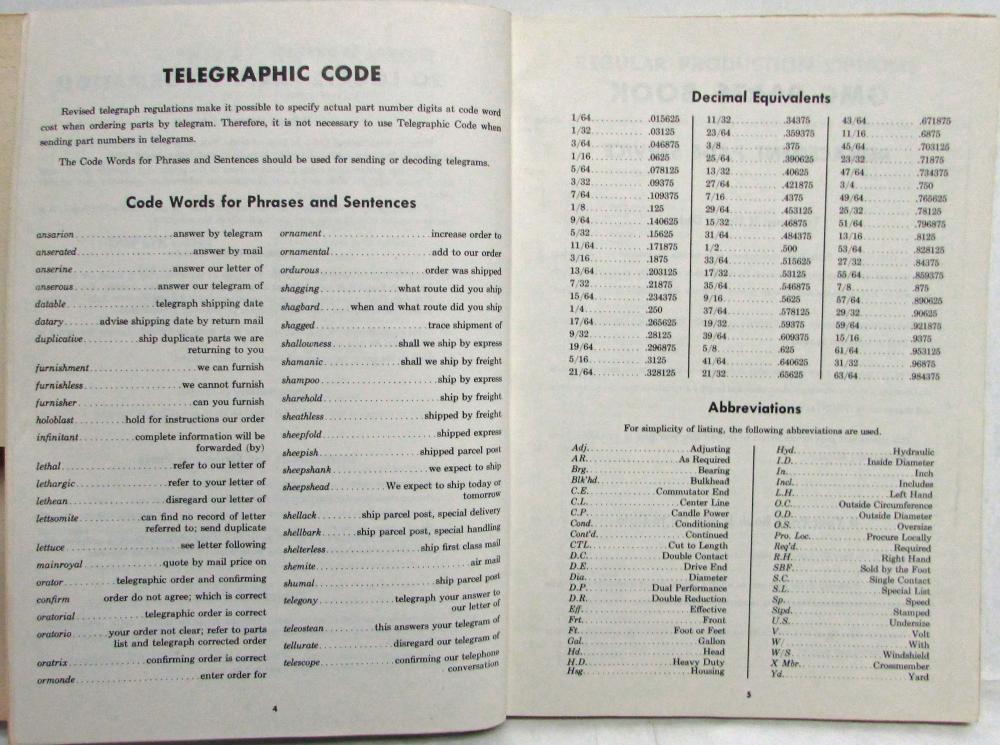 TELEGRAPHIC CODE
Revised telegraph regulations make it possible to specify actual part number digits at code word
cost when ordering parts by telegram. Therefore, it is not necessary to use Telegraphic Code when
sending part numbers in telegrams.
The Code Words for Phrases and Sentences should be used for sending or decoding telegrams.
Code Words for Phrases and Sentences
ansarion answer by telegram
anserated answer by mail
anserine answer our letter of
anserous answer our telegram of
datable telegraph shipping date
datary advise shipping date by return mail
duplicative ship duplicate parts we are
returning to you
furnishment we can furnish
furnishless we cannot furnish
furnisher can you furnish
holoblast hold for instructions our order
infinitant complete information will be
forwarded (by)
lethal refer to our letter of
lethargic refer to your letter of
lethean disregard our letter of
lettsomite can find no record of letter
referred to; send duplicate
lettuce see letter following
mainroyal quote by mail price on
orator telegraphic order and confirming
confirm order do not agree; which is correct
oratorial telegraphic order is correct
oratorio your order not clear; refer to parts
list and telegraph corrected order
oratrix confirming order is correct
ormonde enter order for
ornament increase order to
ornamental add to our order
ordurous order was shipped
shagging what route did you ship
shagbard when and what route did you ship
shagged trace shipment of
shallowness shall we ship by express
shamanic shall we ship by freight
shampoo ship by express
sharehold ship by freight
sheathless shipped by freight
sheepfold shipped express
sheepish shipped parcel post
sheepshank we expect to ship
sheepshead We expect to ship today or
tomorrow
shellack ship parcel post, special delivery
shellbark ship parcel post, special handling
shelterless ship first class mail
shemite air mail
shumal ship parcel post
telegony telegraph your answer to
our letter of
teleostean this answers your telegram of
tellurate disregard our telegram of
telescope confirming our telephone
conversation
4
Decimal Equivalents
1/64 .015625
1/32 .03125
3/64 .046875
1/16 .0625
5/64 .078125
3/32 .09375
7/64 .109375
1/8 .125
9/64 .140625
5/32 .15625
11/64 .171875
3/16 .1875
13/64 .203125
7/32 .21875
15/64 .234375
1/4 .250
17/64 .265625
9/32 .28125
19/64 .296875
5/16 .3125
21/64 .328125
11/32 .34375
23/64 .359375
3/8 .375
25/64 .390625
13/32 .40625
27/64 .421875
7/16 .4375
29/64 .453125
15/32 .46875
31/64 .484375
1/2 .500
33/64 .515625
17/32 .53125
35/64 .546875
9/16 .5625
37/64 .578125
19/32 .59375
39/64 .609375
5/8 .625
41/64 .640625
21/32 .65625
43/64 .671875
11/16 .6875
45/64 .703125
23/32 .71875
47/64 .734375
3/4 .750
49/64 .765625
25/32 .78125
51/64 .796875
13/16 .8125
53/64 .828125
27/32 .84375
55/64 .859375
7/8 .875
57/64 .890625
29/32 .90625
59/64 .921875
15/16 .9375
61/64 .953125
31/32 .96875
63/64 .984375
Abbreviations
For simplicity of listing, the following abbreviations are used.
Adj. Adjusting
AR. As Required
Brg. Bearing
Blk'hd. Bulkhead
C.E. Commutator End
C.L. Center Line
C.P. Candle Power
Cond. Conditioning
Cont'd. Continued
CTL. Cut to Length
D.C. Double Contact
D.E. Drive End
Dia. Diameter
D.P. Dual Performance
D.R. Double Reduction
Eff. Effective
Frt. Front
Ft. Foot or Feet
Gal. Gallon
Hd. Head
H.D. Heavy Duty
Hsg. Housing
Hyd. Hydraulic
I.D. Inside Diameter
In. Inch
Incl. Includes
L.H. Left Hand
O.C. Outside Circumference
O.D. Outside Diameter
O.S. Oversize
Pro. Loc. Procure Locally
Req'd. Required
R.H. Right Hand
SBF. Sold by the Foot
S.C. Single Contact
S.L. Special List
Sp. Speed
Stpd. Stamped
U.S. Undersize
V. Volt
W/ With
W/S. Windshield
X Mbr. Crossmember
Yd. Yard
5